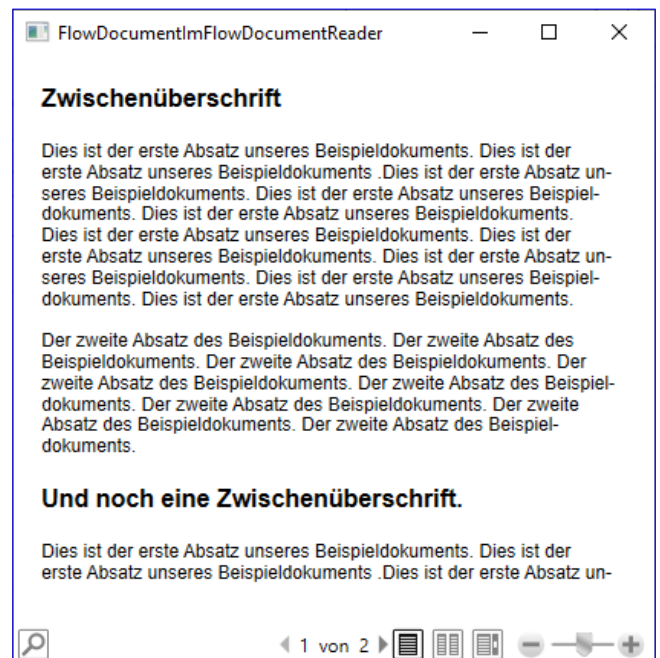 FlowDocumentImFlowDocumentReader
Zwischenüberschrift
Dies ist der erste Absatz unseres Beispieldokuments. Dies ist der
erste Absatz unseres Beispieldokuments .Dies ist der erste Absatz un-
seres Beispieldokuments. Dies ist der erste Absatz unseres Beispiel-
dokuments. Dies ist der erste Absatz unseres Beispieldokuments.
Dies ist der erste Absatz unseres Beispieldokuments. Dies ist der
erste Absatz unseres Beispieldokuments. Dies ist der erste Absatz un-
seres Beispieldokuments. Dies ist der erste Absatz unseres Beispiel-
dokuments. Dies ist der erste Absatz unseres Beispieldokuments.
Der zweite Absatz des Beispieldokuments. Der zweite Absatz des
Beispieldokuments. Der zweite Absatz des Beispieldokuments. Der
zweite Absatz des Beispieldokuments. Der zweite Absatz des Beispiel-
dokuments. Der zweite Absatz des Beispieldokuments. Der zweite
Absatz des Beispieldokuments. Der zweite Absatz des Beispiel-
dokuments.
Und noch eine Zwischenüberschrift.
Dies ist der erste Absatz unseres Beispieldokuments. Dies ist der
erste Absatz unseres Beispieldokuments .Dies ist der erste Absatz un-
1 von 2